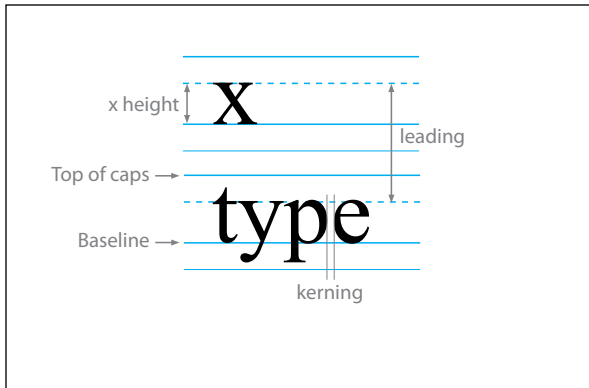 x
x height
leading
Top of caps
type
Baseline
kerning